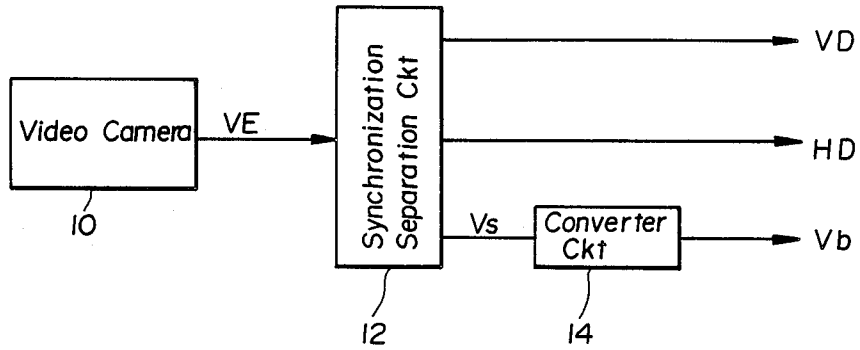 Video Camera
10
VE
Synchronization
Separation Ckt
12
VD
HD
Vs
Converter
Ckt
14
Vb